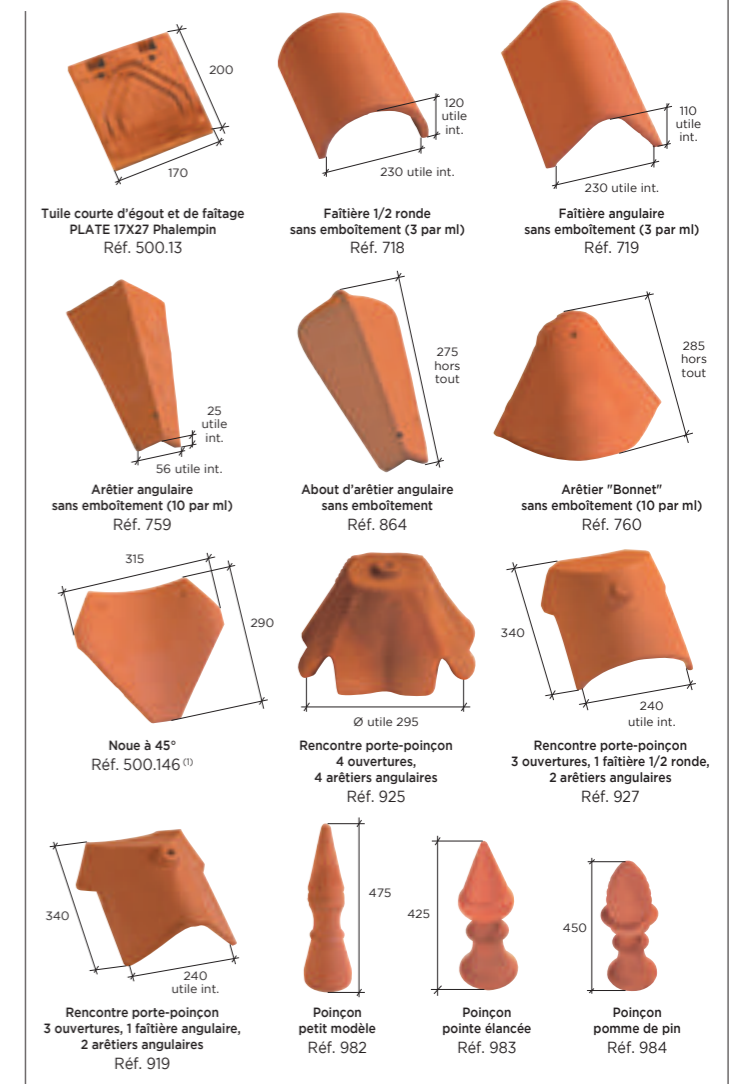 200
170
Tuile courte d'égout et de faîtage
PLATE 17X27 Phalempin
Réf. 500.13
120
utile
int.
230 utile int.
Faîtière 1/2 ronde
sans emboîtement (3 par ml)
Réf. 718
110
utile
int.
230 utile int.
Faîtière angulaire
sans emboîtement (3 par ml)
Réf. 719
25
utile
int.
56 utile int.
Arêtier angulaire
sans emboîtement (10 par ml)
Réf. 759
275
hors
tout
About d'arêtier angulaire
sans emboîtement
Réf. 864
285
hors
tout
Arêtier "Bonnet"
sans emboîtement (10 par ml)
Réf. 760
315
290
Noue à 45°
Réf. 500.146 (1)
Ø utile 295
Rencontre porte-poinçon
4 ouvertures,
4 arêtiers angulaires
Réf. 925
340
240
utile int.
Rencontre porte-poinçon
3 ouvertures, 1 faîtière 1/2 ronde,
2 arêtiers angulaires
Réf. 927
340
240
utile int.
Rencontre porte-poinçon
3 ouvertures, 1 faîtière angulaire,
2 arêtiers angulaires
Réf. 919
475
Poinçon
petit modèle
Réf. 982
425
Poinçon
pointe élancée
Réf. 983
450
Poinçon
pomme de pin
Réf. 984